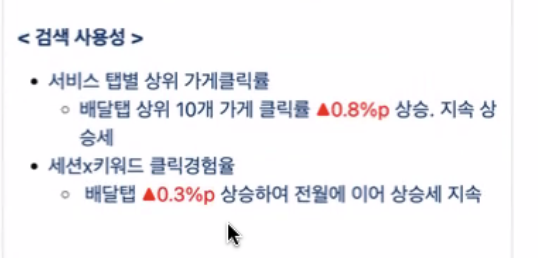 < 검색 사용성 >
• 서비스 탭별 상위 가게클릭률
○ 배달탭 상위 10개 가게 클릭률 ▲0.8%p 상승. 지속 상
승세
• 세션x키워드 클릭경험율
○ 배달탭 ▲0.3%p 상승하여 전월에 이어 상승세 지속